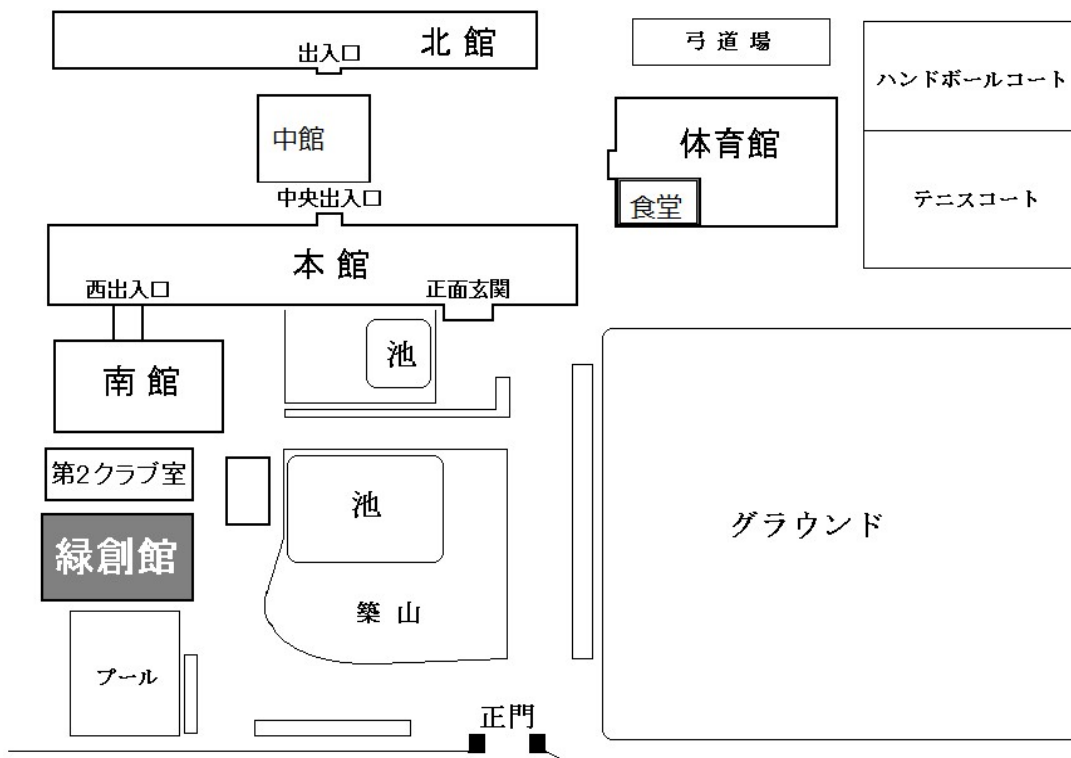 北館
出入口
弓道場
ハンドボールコート
中館
体育館
中央出入口
食堂
テニスコート
本館
西出入口
正面玄関
池
南館
第2クラブ室
池
グラウンド
緑創館
築山
プール
正門